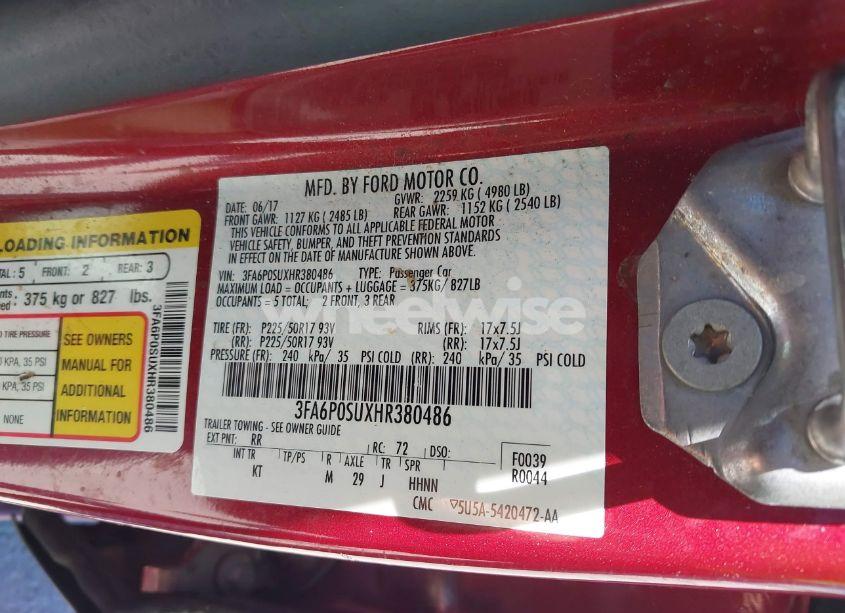 MFD. BY FORD MOTOR CO.
DATE: 06/17 GVWR: 2259 KG ( 4980 LB)
FRONT GAWR: 1127 KG ( 2485 LB) REAR GAWR: 1152 KG ( 2540 LB)
THIS VEHICLE CONFORMS TO ALL APPLICABLE FEDERAL MOTOR
VEHICLE SAFETY, BUMPER, AND THEFT PREVENTION STANDARDS
IN EFFECT ON THE DATE OF MANUFACTURE SHOWN ABOVE.
VIN: 3FA6P0SUXHR380486 TYPE: Passenger Car
MAXIMUM LOAD = OCCUPANTS + LUGGAGE = 375KG/ 827LB
OCCUPANTS = 5 TOTAL; 2 FRONT, 3 REAR
wheelwise
TIRE (FR): P225/50R17 93V RIMS (FR): 17x7.5J
(RR): P225/50R17 93V (RR): 17x7.5J
PRESSURE (FR): 240 kPa/ 35 PSI COLD (RR): 240 kPa/ 35 PSI COLD
3FA6P0SUXHR380486
TRAILER TOWING - SEE OWNER GUIDE
EXT PNT: RR RC: 72 DSO: F0039
INT TR TP/PS R AXLE TR SPR R0044
KT M 29 J HHNN
CMC ▽5U5A-5420472-AA
LOADING INFORMATION
TAL: 5 FRONT: 2 REAR: 3
375 kg or 827 lbs.
TIRE PRESSURE
KPA, 35 PSI
KPA, 35 PSI
NONE
SEE OWNERS
MANUAL FOR
ADDITIONAL
INFORMATION
3FA6P0SUXHR380486